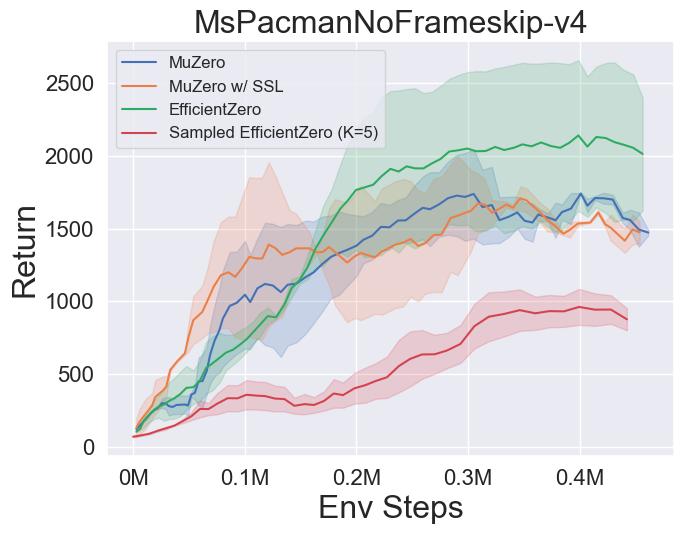 MsPacmanNoFrameskip-v4
MuZero
MuZero w/ SSL
EfficientZero
Sampled EfficientZero (K=5)
Return
2500
2000
1500
1000
500
0
0M 0.1M 0.2M 0.3M 0.4M
Env Steps